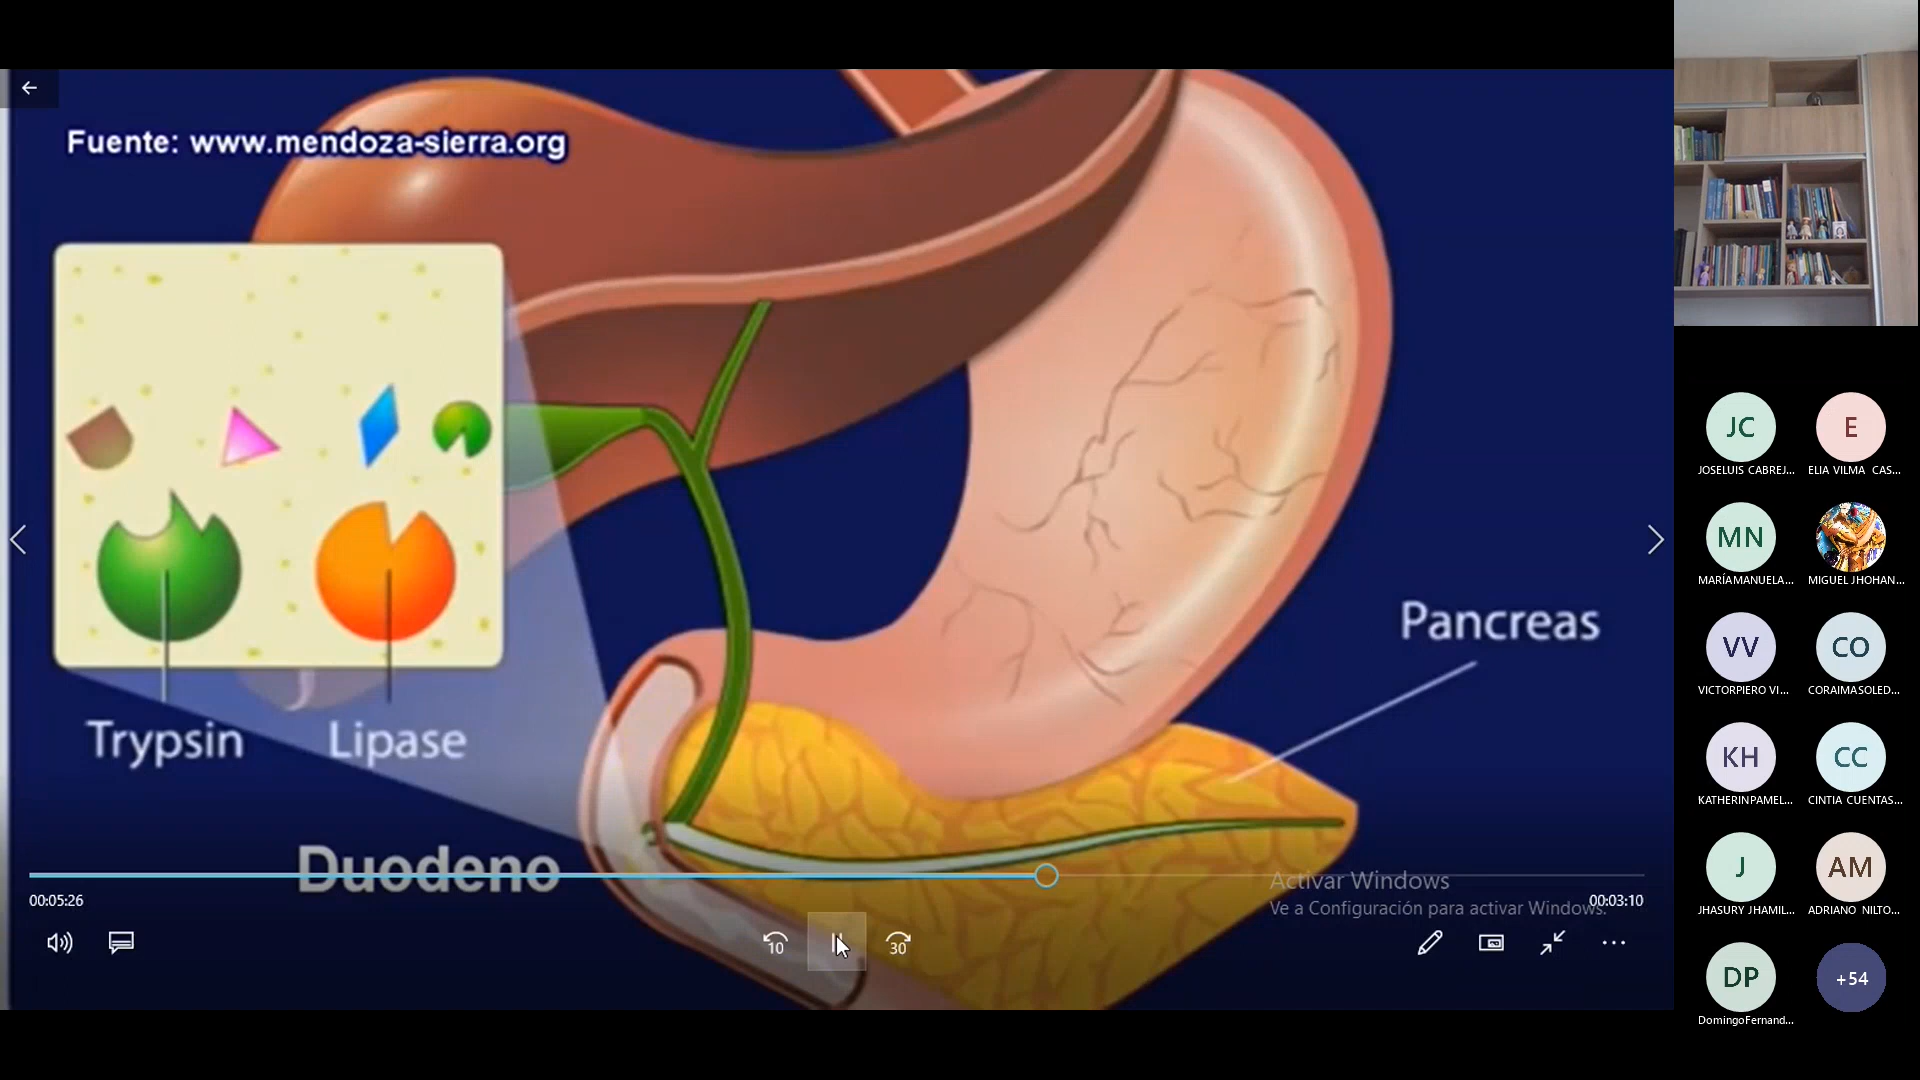 Fuente: www.mendoza-sierra.org
Trypsin
Lipase
Pancreas
Duodeno
00:05:26
00:03:10
Activar Windows
Ve a Configuración para activar Windows.
10
30
JC
E
JOSELUIS CABREJ...
ELIA VILMA CAS...
MN
MARÍAMANUELA...
MIGUEL JHOHAN...
VV
CO
VICTORPIERO VI...
CORAIMASOLED...
KH
CC
KATHERINPAMEL...
CINTIA CUENTAS...
J
AM
JHASURY JHAMIL...
ADRIANO NILTO...
DP
+54
DomingoFernand...